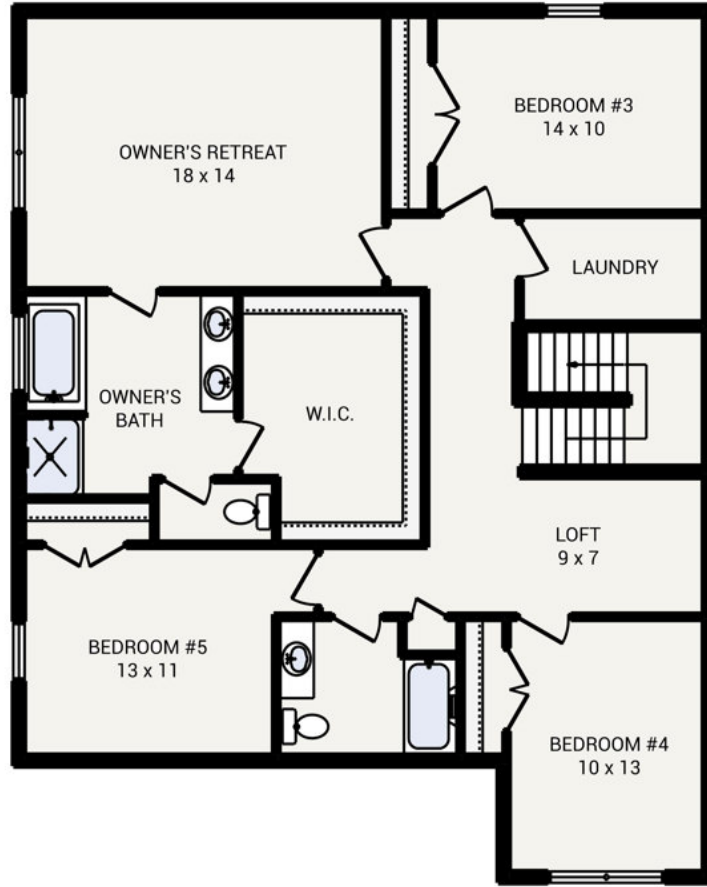 BEDROOM #3
14 x 10
OWNER'S RETREAT
18 x 14
LAUNDRY
OWNER'S
BATH
W.I.C.
LOFT
9 x 7
BEDROOM #5
13 x 11
BEDROOM #4
10 x 13